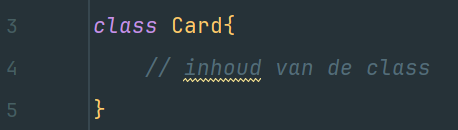 3 class Card{
4 // inhoud van de class
5 }